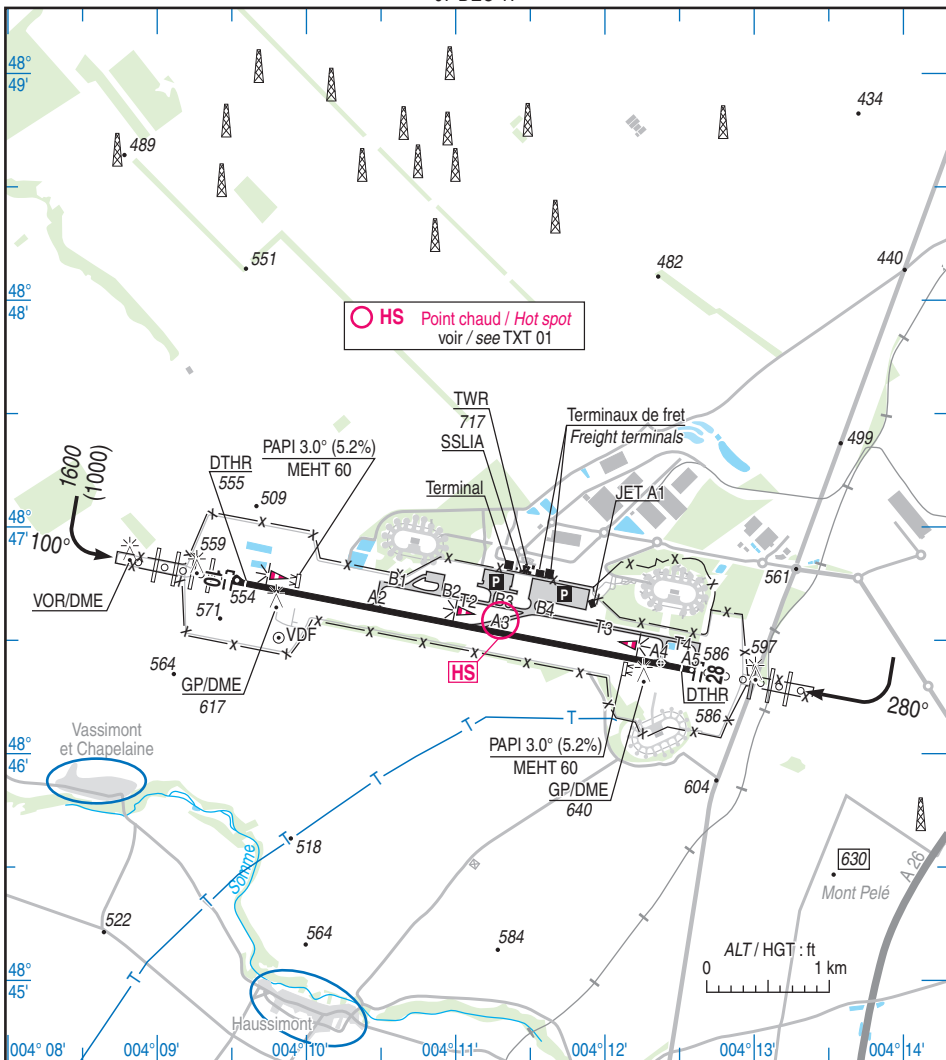 48°
49'
434
489
551
482
440
48°
48'
HS Point chaud / Hot spot
voir / see TXT 01
TWR
717
SSLIA
Terminaux de fret
Freight terminals
499
1600
(1000)
DTHR
555
PAPI 3.0° (5.2%)
MEHT 60
509
Terminal
JET A1
48°
47'
100°
559
561
VOR/DME
10
554
571
B1
A2
B2
T2
P
B3
B4
P
A3
T3
T4
A4
A5
586
597
28
VDF
564
HS
DTHR
586
280°
GP/DME
617
Vassimont
et Chapelaine
48°
46'
T
T
T
T
T
PAPI 3.0° (5.2%)
MEHT 60
GP/DME
640
604
518
Somme
630
Mont Pelé
A 26
522
564
584
ALT / HGT : ft
0 1 km
48°
45'
Haussimont
004° 08'
004° 09'
004° 10'
004° 11'
004° 12'
004° 13'
004° 14'